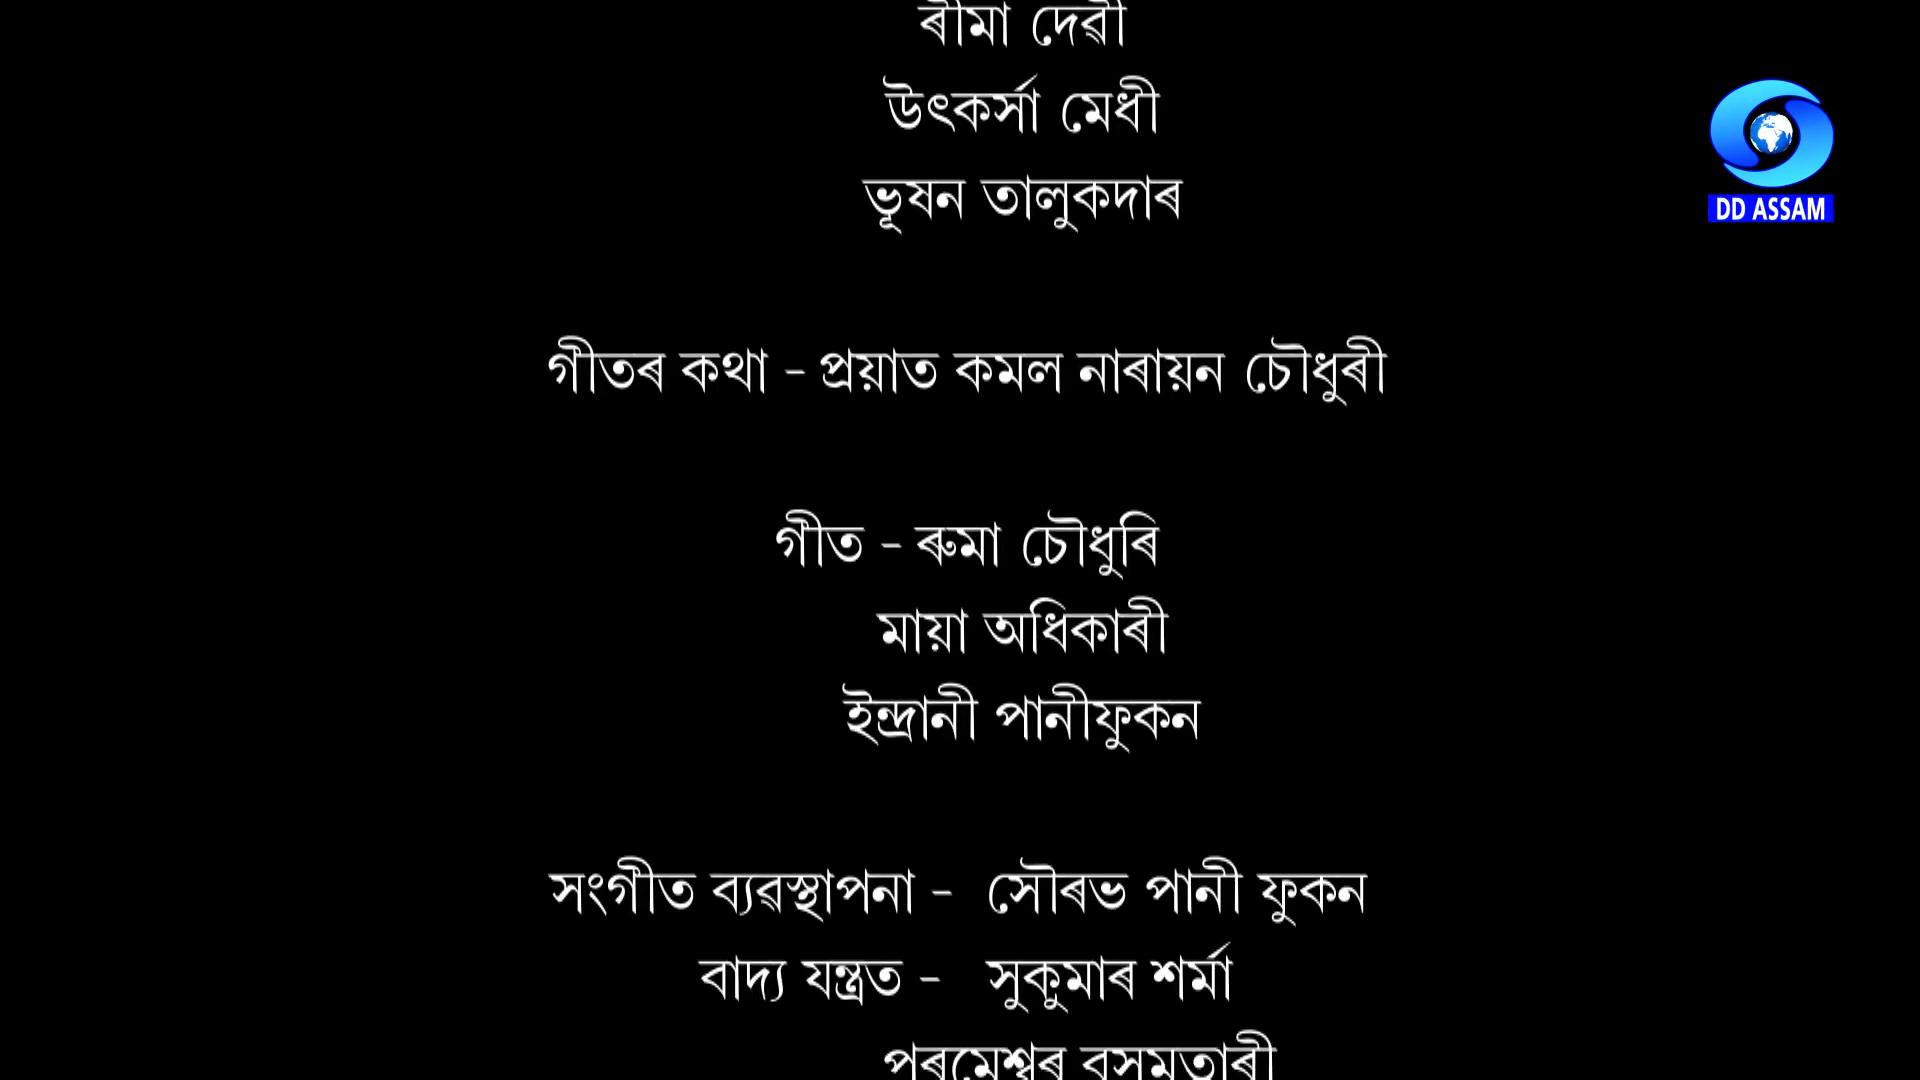 ৰীমা দেৱী
উৎকৰ্সা মেধী
ভূষন তালুকদাৰ
DD ASSAM
গীতৰ কথা - প্ৰয়াত কমল নাৰায়ন চৌধুৰী
গীত - ৰুমা চৌধুৰি
মায়া অধিকাৰী
ইন্দ্ৰানী পানীফুকন
সংগীত ব্যৱস্থাপনা - সৌৰভ পানী ফুকন
বাদ্য যন্ত্ৰত - সুকুমাৰ শৰ্মা
পৰমেশ্বৰ বসুমতাৰী